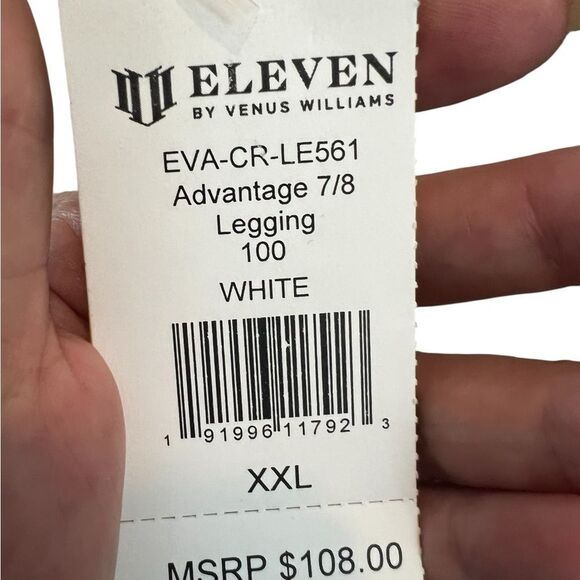 ELEVEN
BY VENUS WILLIAMS
EVA-CR-LE561
Advantage 7/8
Legging
100
WHITE
1 91996 11792 3
XXL
MSRP $108.00